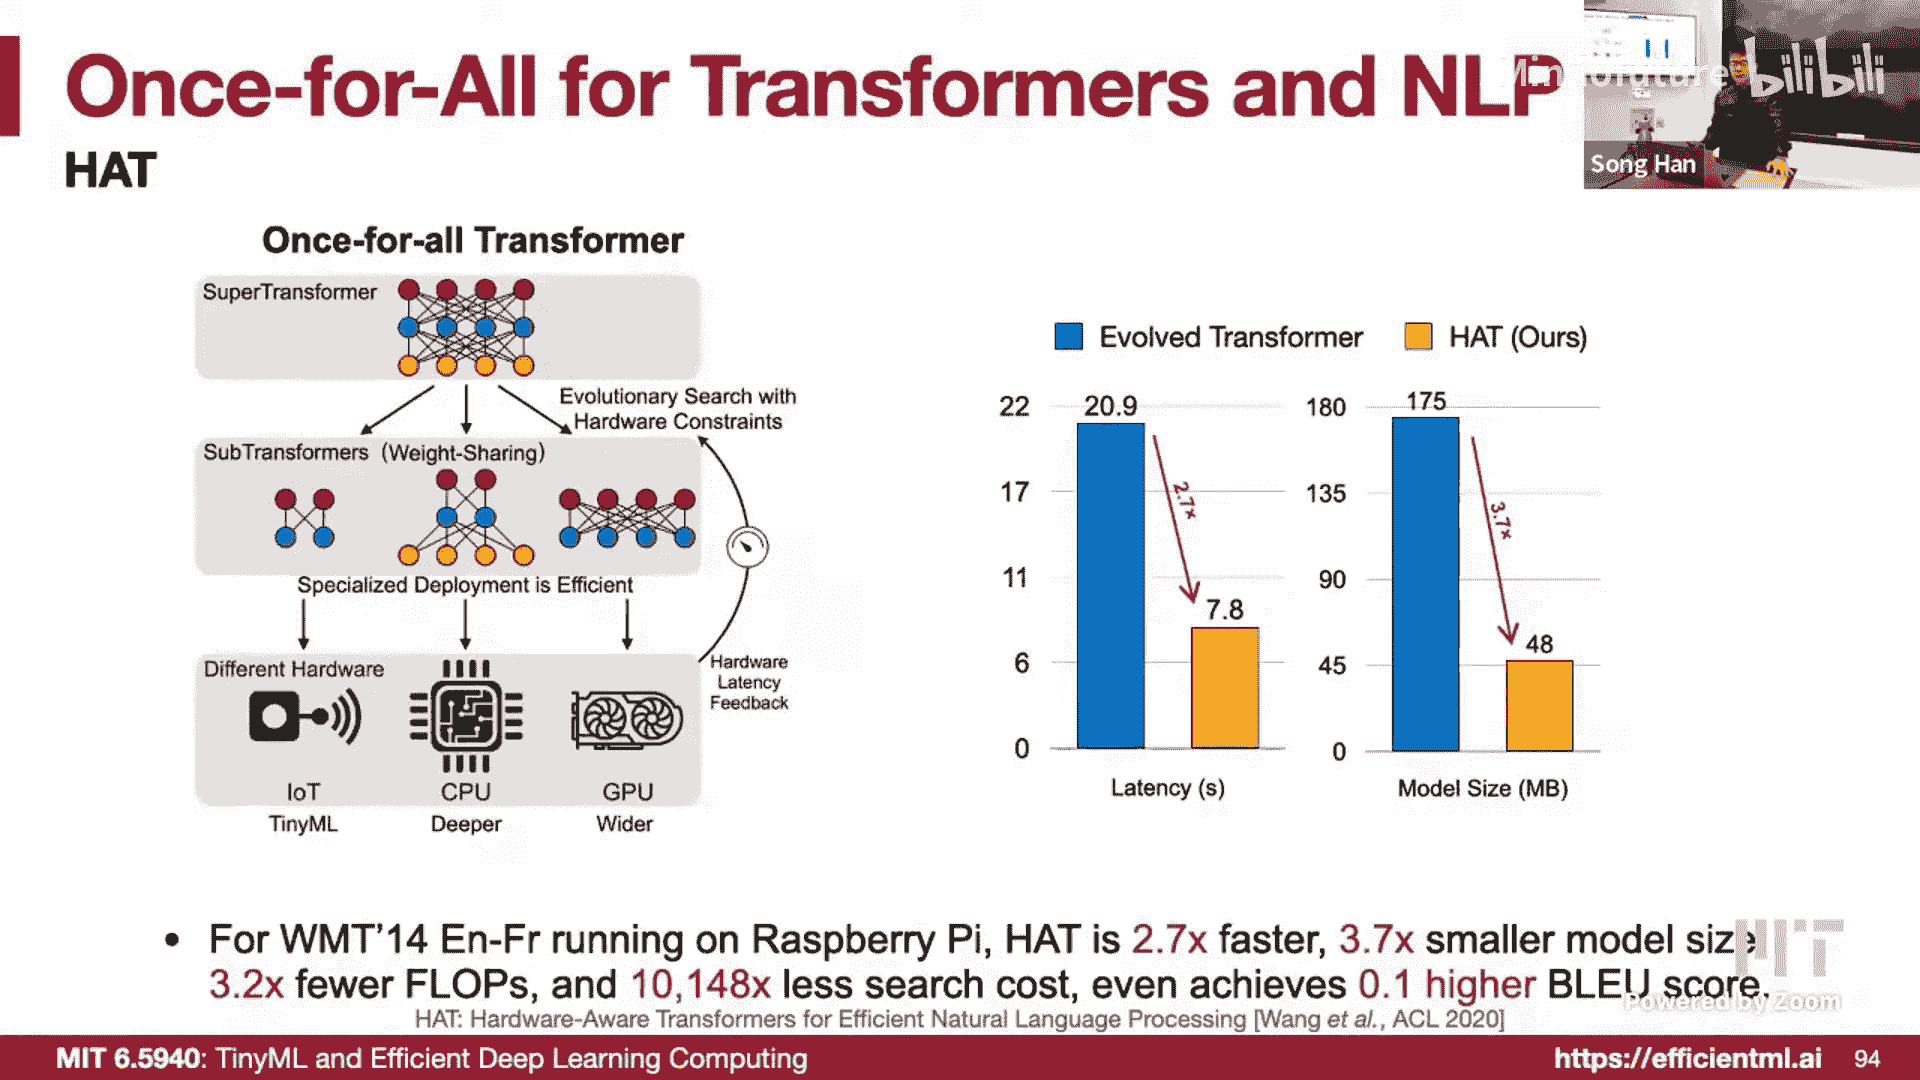 Once-for-All for Transformers and NLP
bilibili
Song Han
HAT
Once-for-all Transformer
SuperTransformer
Evolutionary Search with
Hardware Constraints
SubTransformers (Weight-Sharing)
Specialized Deployment is Efficient
Different Hardware
Hardware
Latency
Feedback
IoT
CPU
GPU
TinyML
Deeper
Wider
Evolved Transformer
HAT (Ours)
22
17
11
6
0
20.9
2.7x
7.8
Latency (s)
180
135
90
45
0
175
3.7x
48
Model Size (MB)
• For WMT'14 En-Fr running on Raspberry Pi, HAT is 2.7x faster, 3.7x smaller model size
3.2x fewer FLOPs, and 10,148x less search cost, even achieves 0.1 higher BLEU score.
MIT
Powered by Zoom
HAT: Hardware-Aware Transformers for Efficient Natural Language Processing [Wang et al., ACL 2020]
MIT 6.5940: TinyML and Efficient Deep Learning Computing
https://efficientml.ai
94